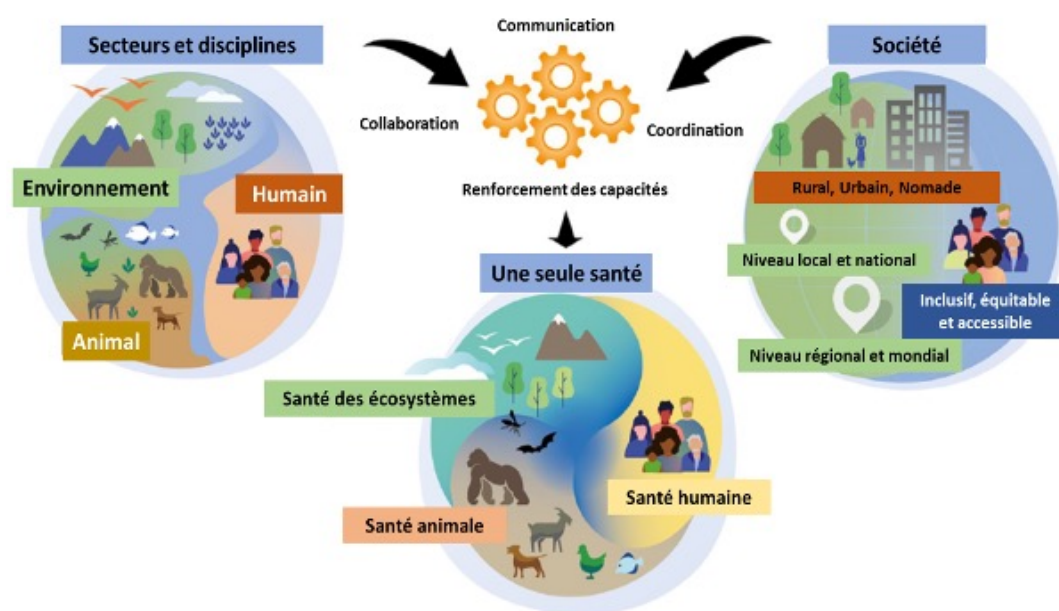 Communication
Secteurs et disciplines
Société
Collaboration
Coordination
Environnement
Humain
Renforcement des capacités
Rural, Urbain, Nomade
Niveau local et national
Une seule santé
Inclusif, équitable
et accessible
Animal
Niveau régional et mondial
Santé des écosystèmes
Santé humaine
Santé animale